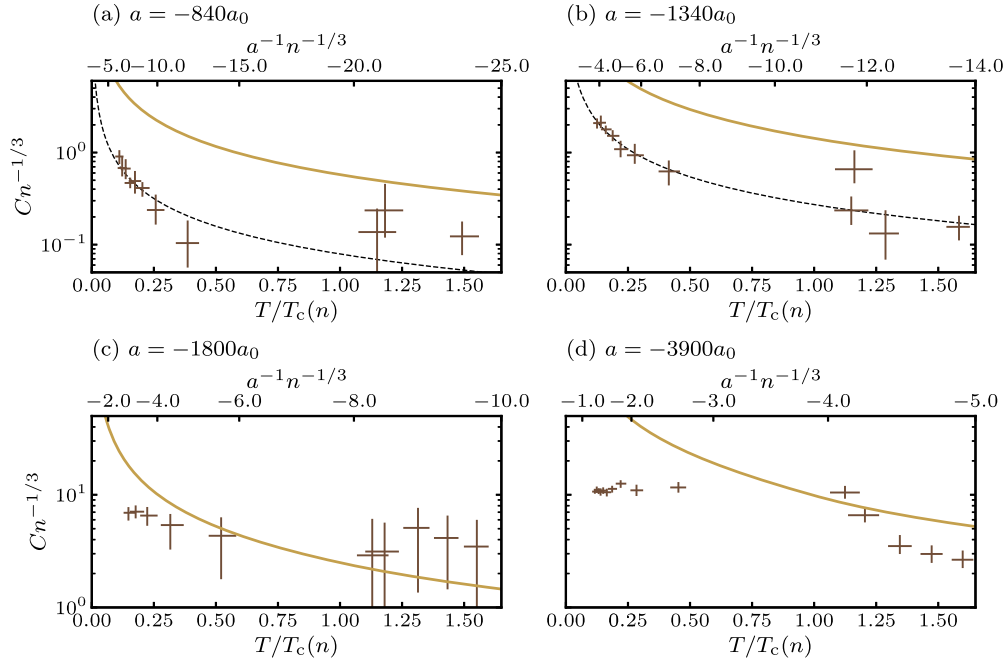 (a) a = −840a₀
(b) a = −1340a₀
a⁻¹n⁻¹/³
a⁻¹n⁻¹/³
−5.0 −10.0 −15.0 −20.0 −25.0
−4.0 −6.0 −8.0 −10.0 −12.0 −14.0
Cn⁻¹/³
10⁰
10⁻¹
0.00 0.25 0.50 0.75 1.00 1.25 1.50
0.00 0.25 0.50 0.75 1.00 1.25 1.50
T/Tc(n)
T/Tc(n)
(c) a = −1800a₀
(d) a = −3900a₀
a⁻¹n⁻¹/³
a⁻¹n⁻¹/³
−2.0 −4.0 −6.0 −8.0 −10.0
−1.0 −2.0 −3.0 −4.0 −5.0
Cn⁻¹/³
10¹
10⁰
0.00 0.25 0.50 0.75 1.00 1.25 1.50
0.00 0.25 0.50 0.75 1.00 1.25 1.50
T/Tc(n)
T/Tc(n)